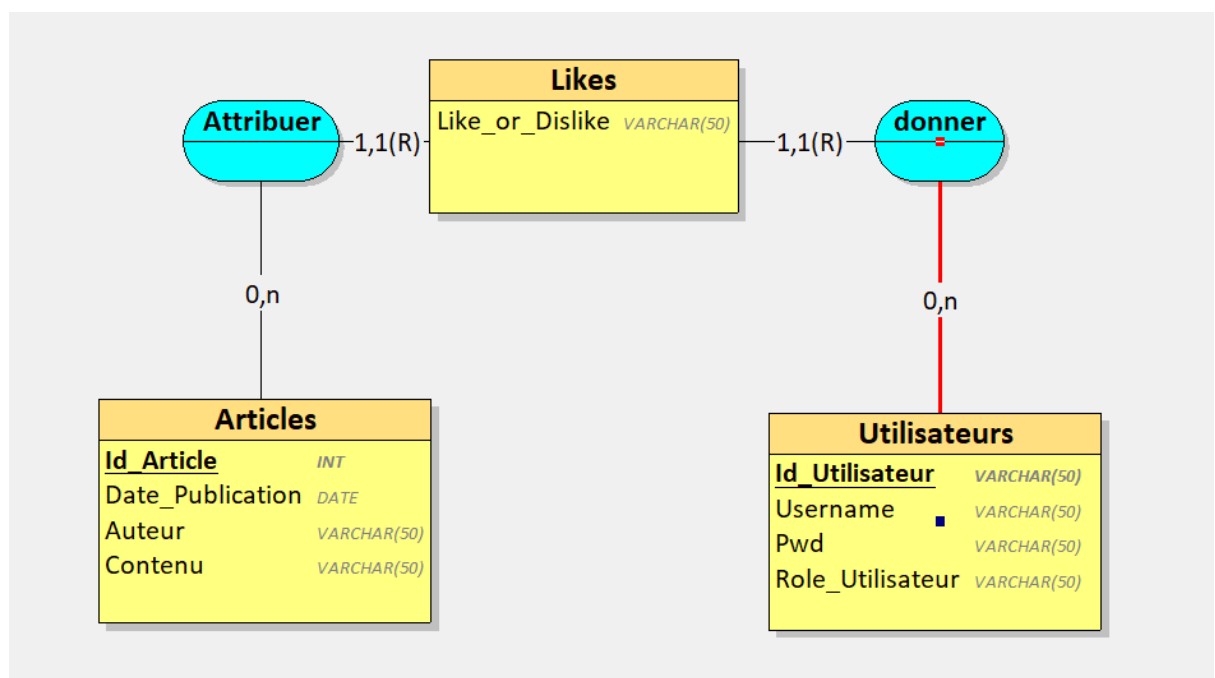 Likes
Like_or_Dislike VARCHAR(50)
Attribuer
1,1(R)
1,1(R)
donner
0,n
0,n
Articles
Id_Article INT
Date_Publication DATE
Auteur VARCHAR(50)
Contenu VARCHAR(50)
Utilisateurs
Id_Utilisateur VARCHAR(50)
Username VARCHAR(50)
Pwd VARCHAR(50)
Role_Utilisateur VARCHAR(50)